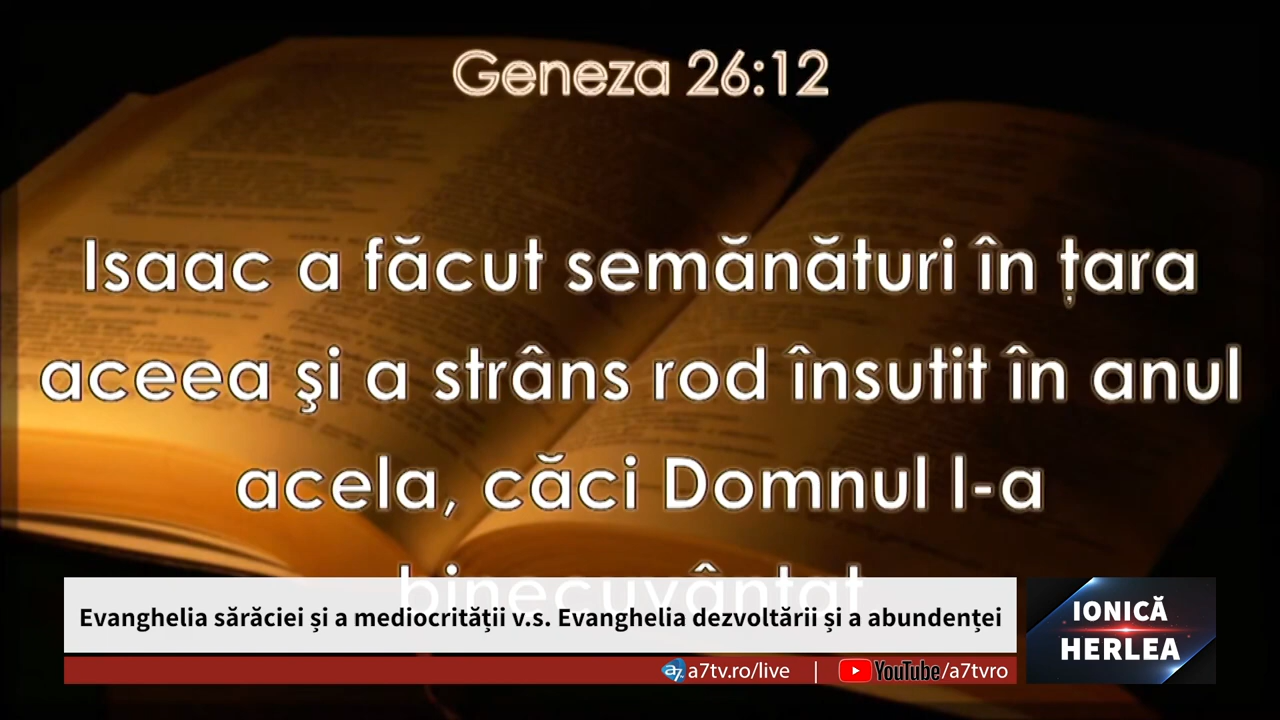 Geneza 26:12
Isaac a făcut semănături în țara
aceea şi a strâns rod însutit în anul
acela, căci Domnul l-a
binecuvântat.
Evanghelia sărăciei și a mediocrității v.s. Evanghelia dezvoltării și a abundenței
IONICĂ
HERLEA
a7tv.ro/live | YouTube/a7tvro